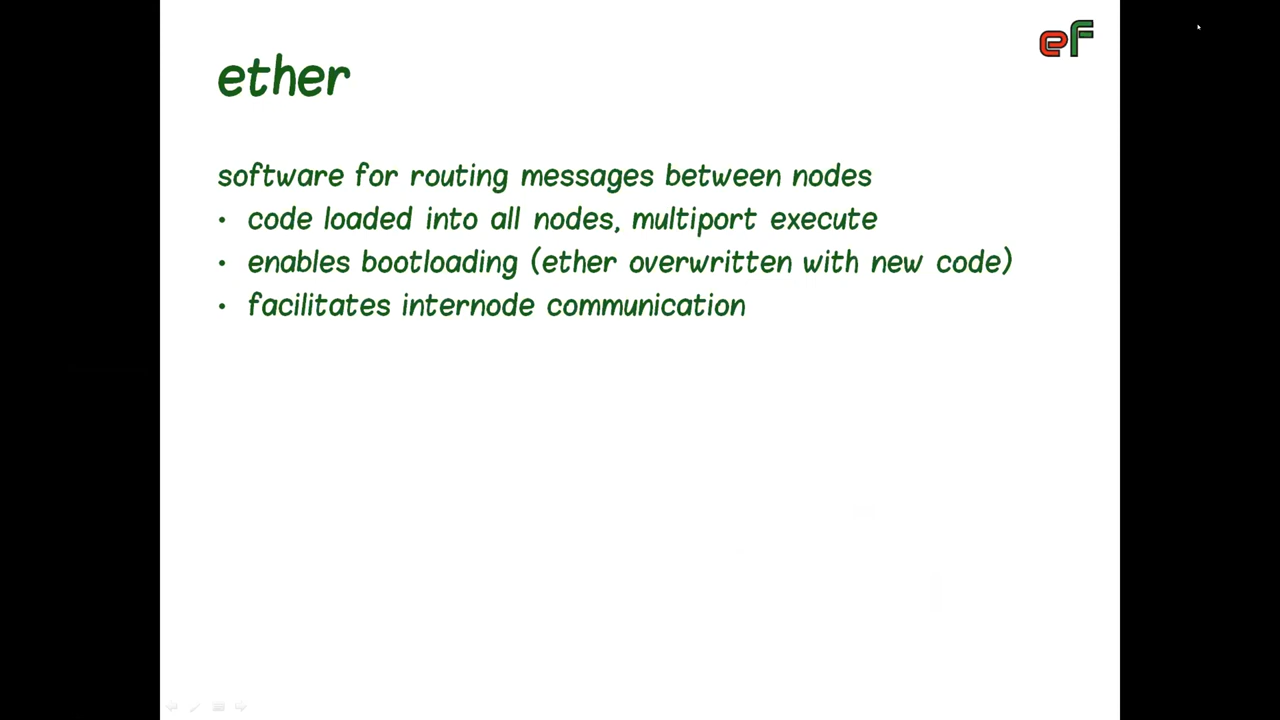 eF
ether
software for routing messages between nodes
• code loaded into all nodes, multiport execute
• enables bootloading (ether overwritten with new code)
• facilitates internode communication